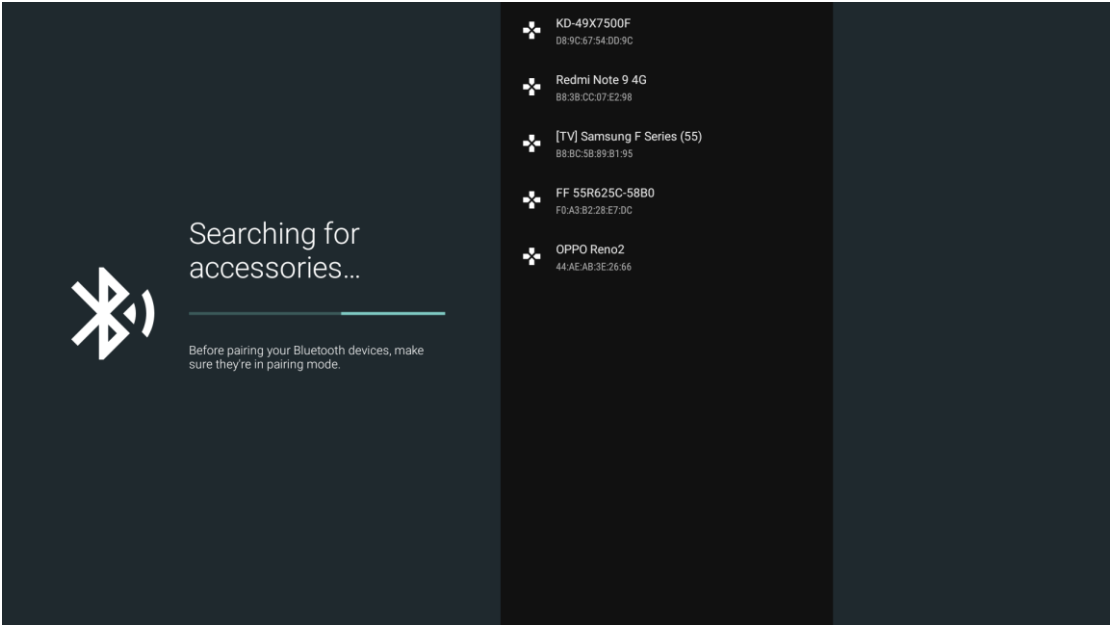 Searching for
accessories...
Before pairing your Bluetooth devices, make
sure they're in pairing mode.
KD-49X7500F
D8:9C:67:54:DD:9C
Redmi Note 9 4G
B8:3B:CC:07:E2:98
[TV] Samsung F Series (55)
B8:BC:5B:89:B1:95
FF 55R625C-58B0
F0:A3:B2:28:E7:DC
OPPO Reno2
44:AE:AB:3E:26:66